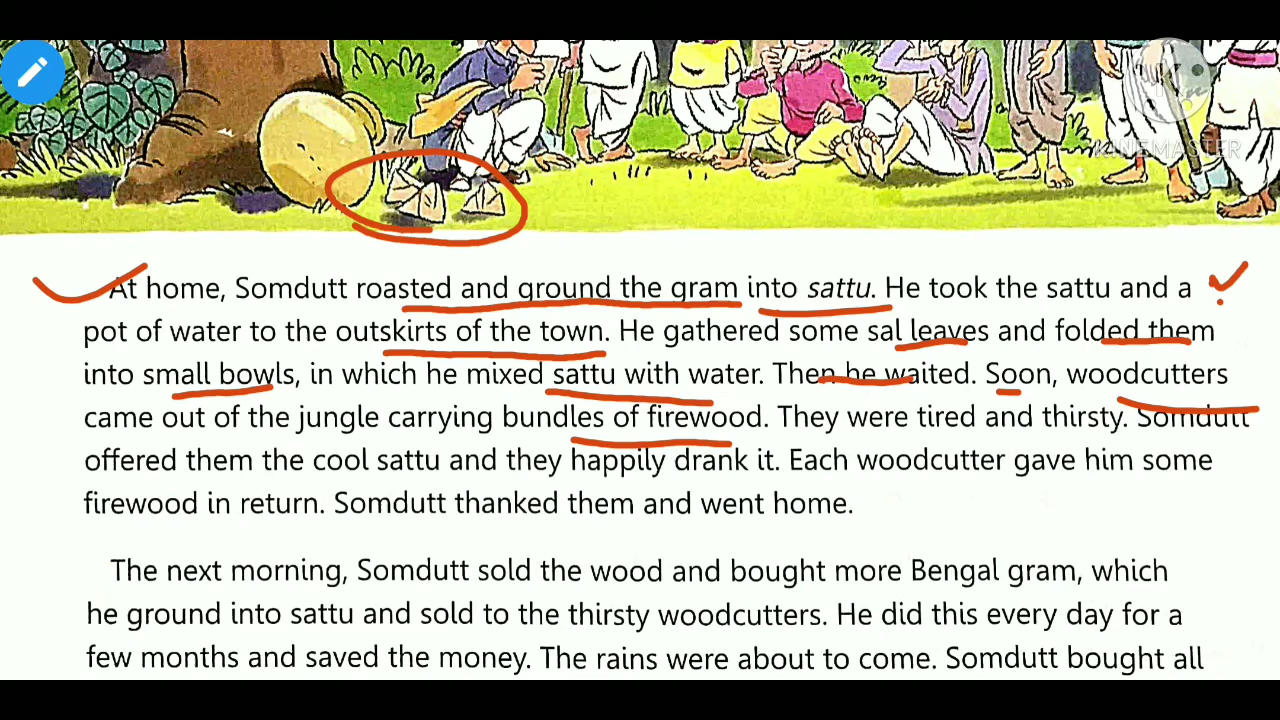 KINEMASTER
At home, Somdutt roasted and ground the gram into sattu. He took the sattu and a
pot of water to the outskirts of the town. He gathered some sal leaves and folded them
into small bowls, in which he mixed sattu with water. Then he waited. Soon, woodcutters
came out of the jungle carrying bundles of firewood. They were tired and thirsty. Somdutt
offered them the cool sattu and they happily drank it. Each woodcutter gave him some
firewood in return. Somdutt thanked them and went home.
The next morning, Somdutt sold the wood and bought more Bengal gram, which
he ground into sattu and sold to the thirsty woodcutters. He did this every day for a
few months and saved the money. The rains were about to come. Somdutt bought all